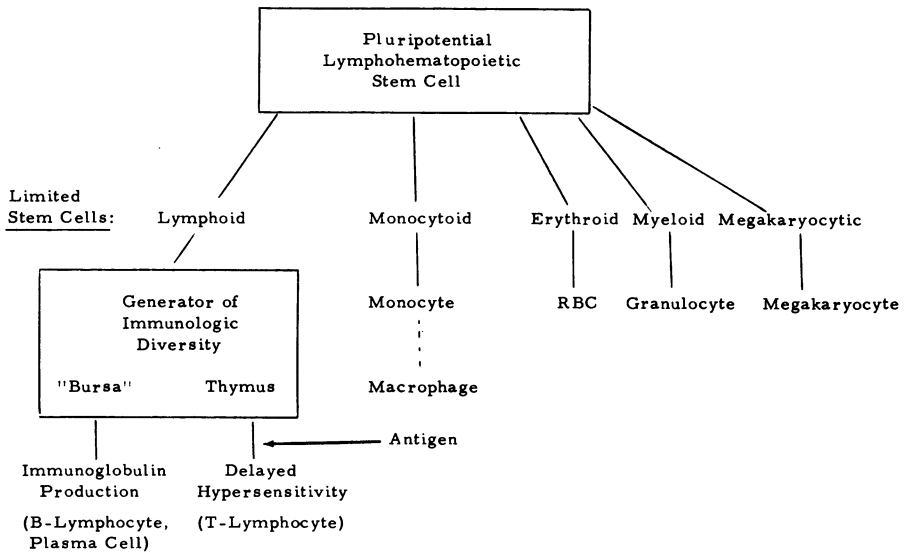 Pluripotential
Lymphohematopoietic
Stem Cell
Limited
Stem Cells:
Lymphoid
Monocytoid
Erythroid
Myeloid
Megakaryocytic
Generator of
Immunologic
Diversity
"Bursa"
Thymus
Monocyte
Macrophage
RBC
Granulocyte
Megakaryocyte
Antigen
Immunoglobulin
Production
(B-Lymphocyte,
Plasma Cell)
Delayed
Hypersensitivity
(T-Lymphocyte)